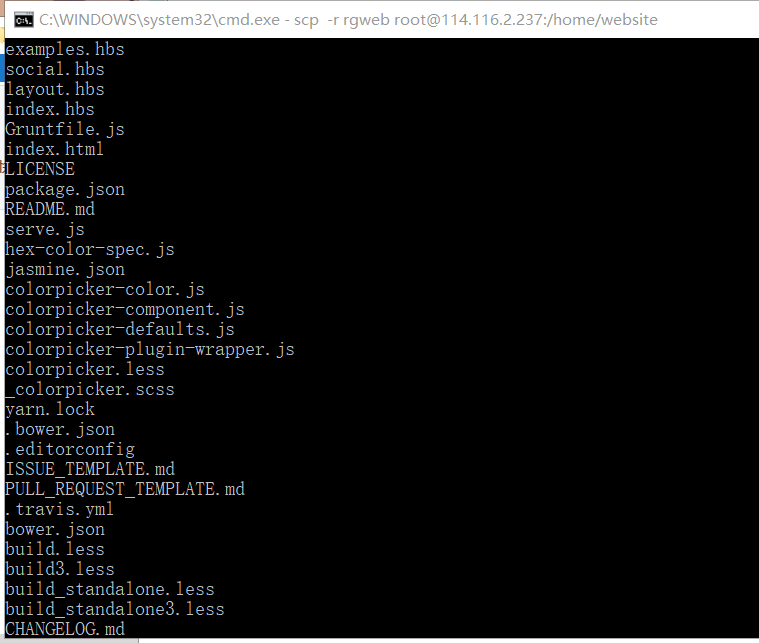 C:\WINDOWS\system32\cmd.exe - scp  -r rgweb root@114.116.2.237:/home/website
examples.hbs
social.hbs
layout.hbs
index.hbs
Gruntfile.js
index.html
LICENSE
package.json
README.md
serve.js
hex-color-spec.js
jasmine.json
colorpicker-color.js
colorpicker-component.js
colorpicker-defaults.js
colorpicker-plugin-wrapper.js
colorpicker.less
_colorpicker.scss
yarn.lock
.bower.json
.editorconfig
ISSUE_TEMPLATE.md
PULL_REQUEST_TEMPLATE.md
.travis.yml
bower.json
build.less
build3.less
build_standalone.less
build_standalone3.less
CHANGELOG.md